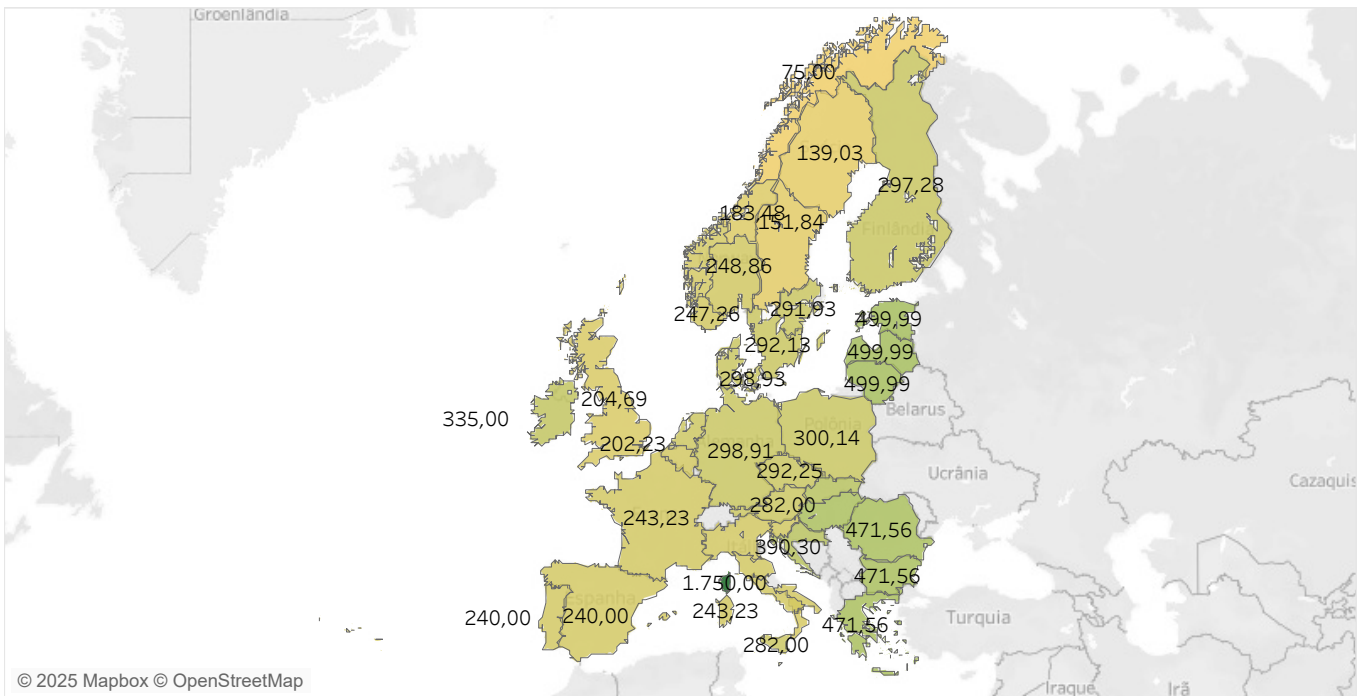 Groenlândia
75,00
139,03
297,28
183,48
151,84
Finlândia
248,86
247,26
291,93
499,99
292,13
499,99
298,93
499,99
204,69
335,00
Belarus
Polônia
202,23
300,14
298,91
292,25
Ucrânia
Cazaquis
282,00
243,23
471,56
390,30
471,56
1.750,00
Espanha
243,23
240,00
240,00
Turquia
471,56
282,00
© 2025 Mapbox © OpenStreetMap
Iraque
Irã